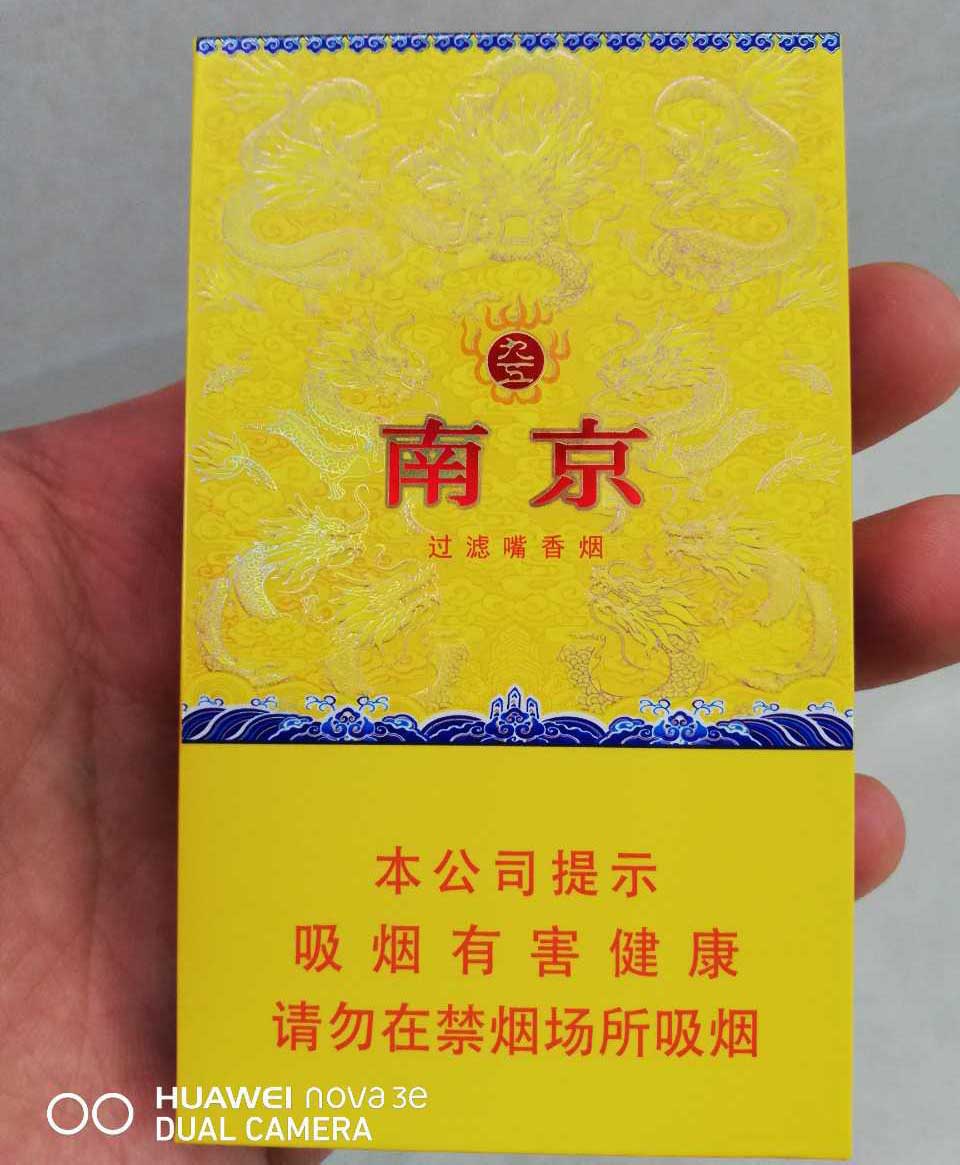 九五
南京
过滤嘴香烟
本公司提示
吸烟有害健康
请勿在禁烟场所吸烟
HUAWEI nova 3e
DUAL CAMERA